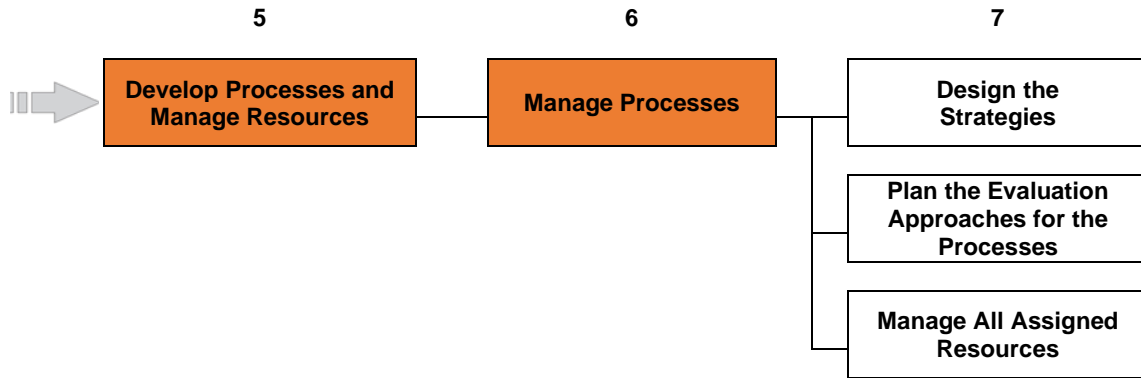 5
6
7
Develop Processes and
Manage Resources
Manage Processes
Design the
Strategies
Plan the Evaluation
Approaches for the
Processes
Manage All Assigned
Resources